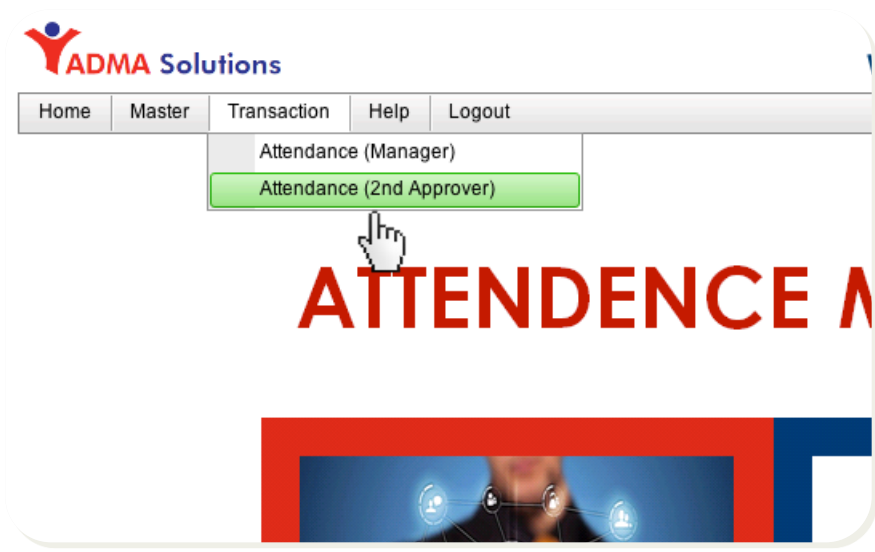 ADMA Solutions
Home Master Transaction Help Logout
Attendance (Manager)
Attendance (2nd Approver)
ATTENDENCE